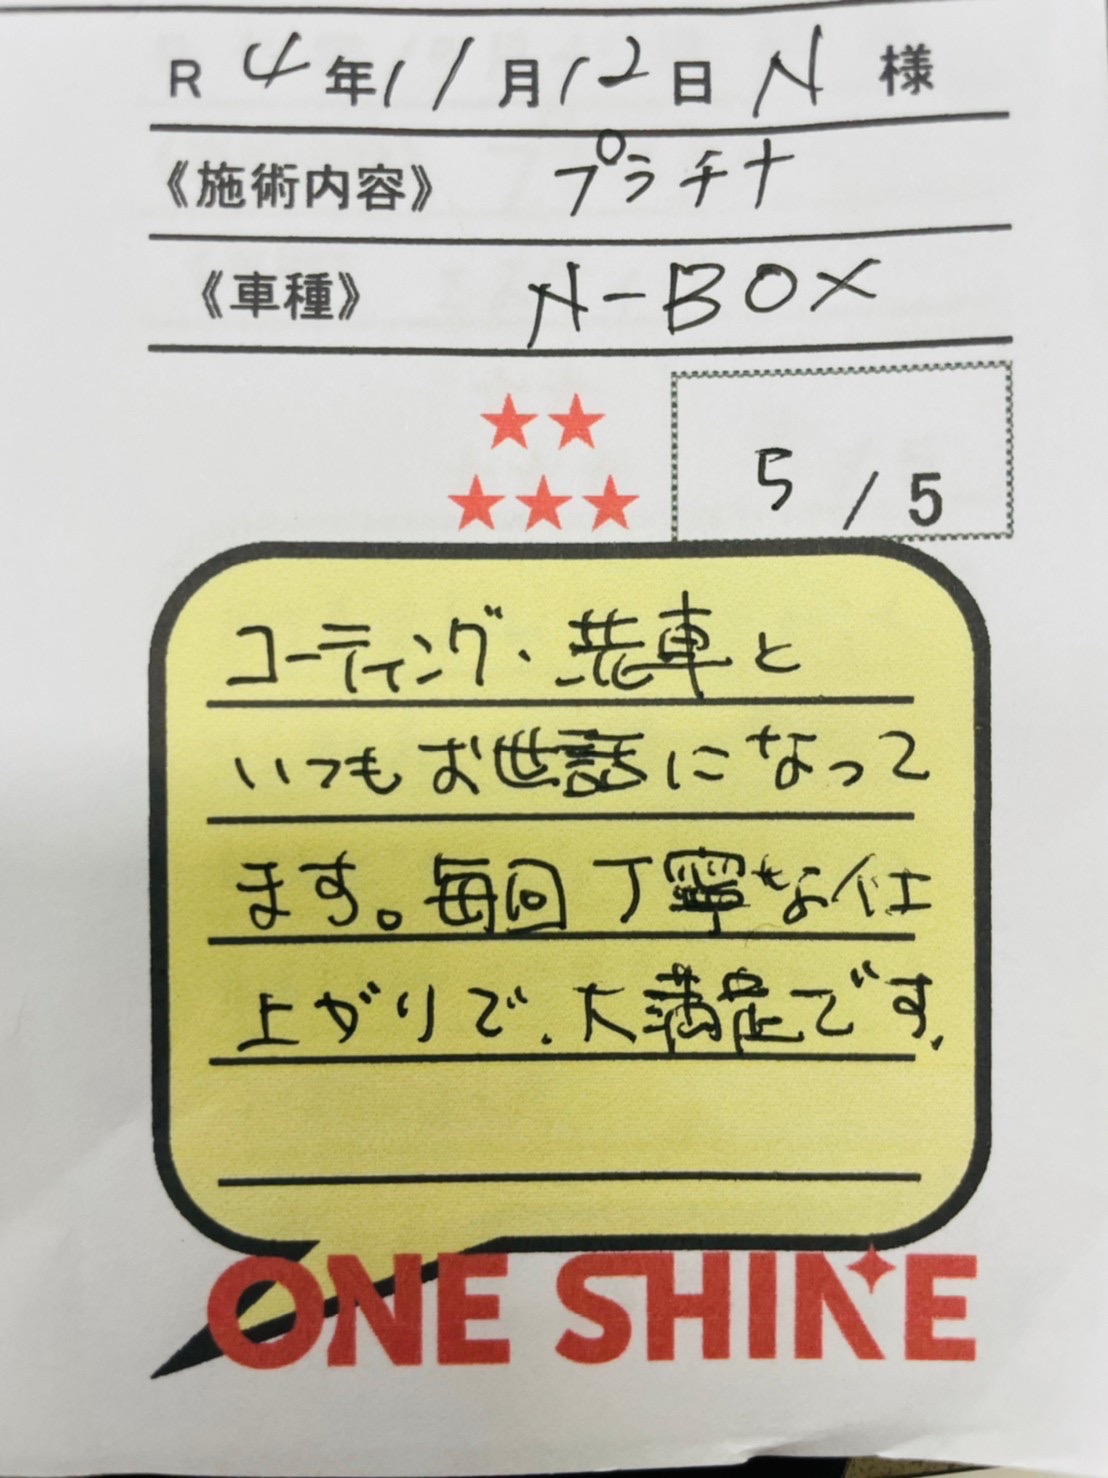 R 4年11月12日 N 様
《施術内容》 プラチナ
《車種》 N-BOX
★★
★★★ 5 / 5
コーティング、洗車と
いつもお世話になって
ます。毎回丁寧な仕
上がりで、大満足です、
ONE SHINE